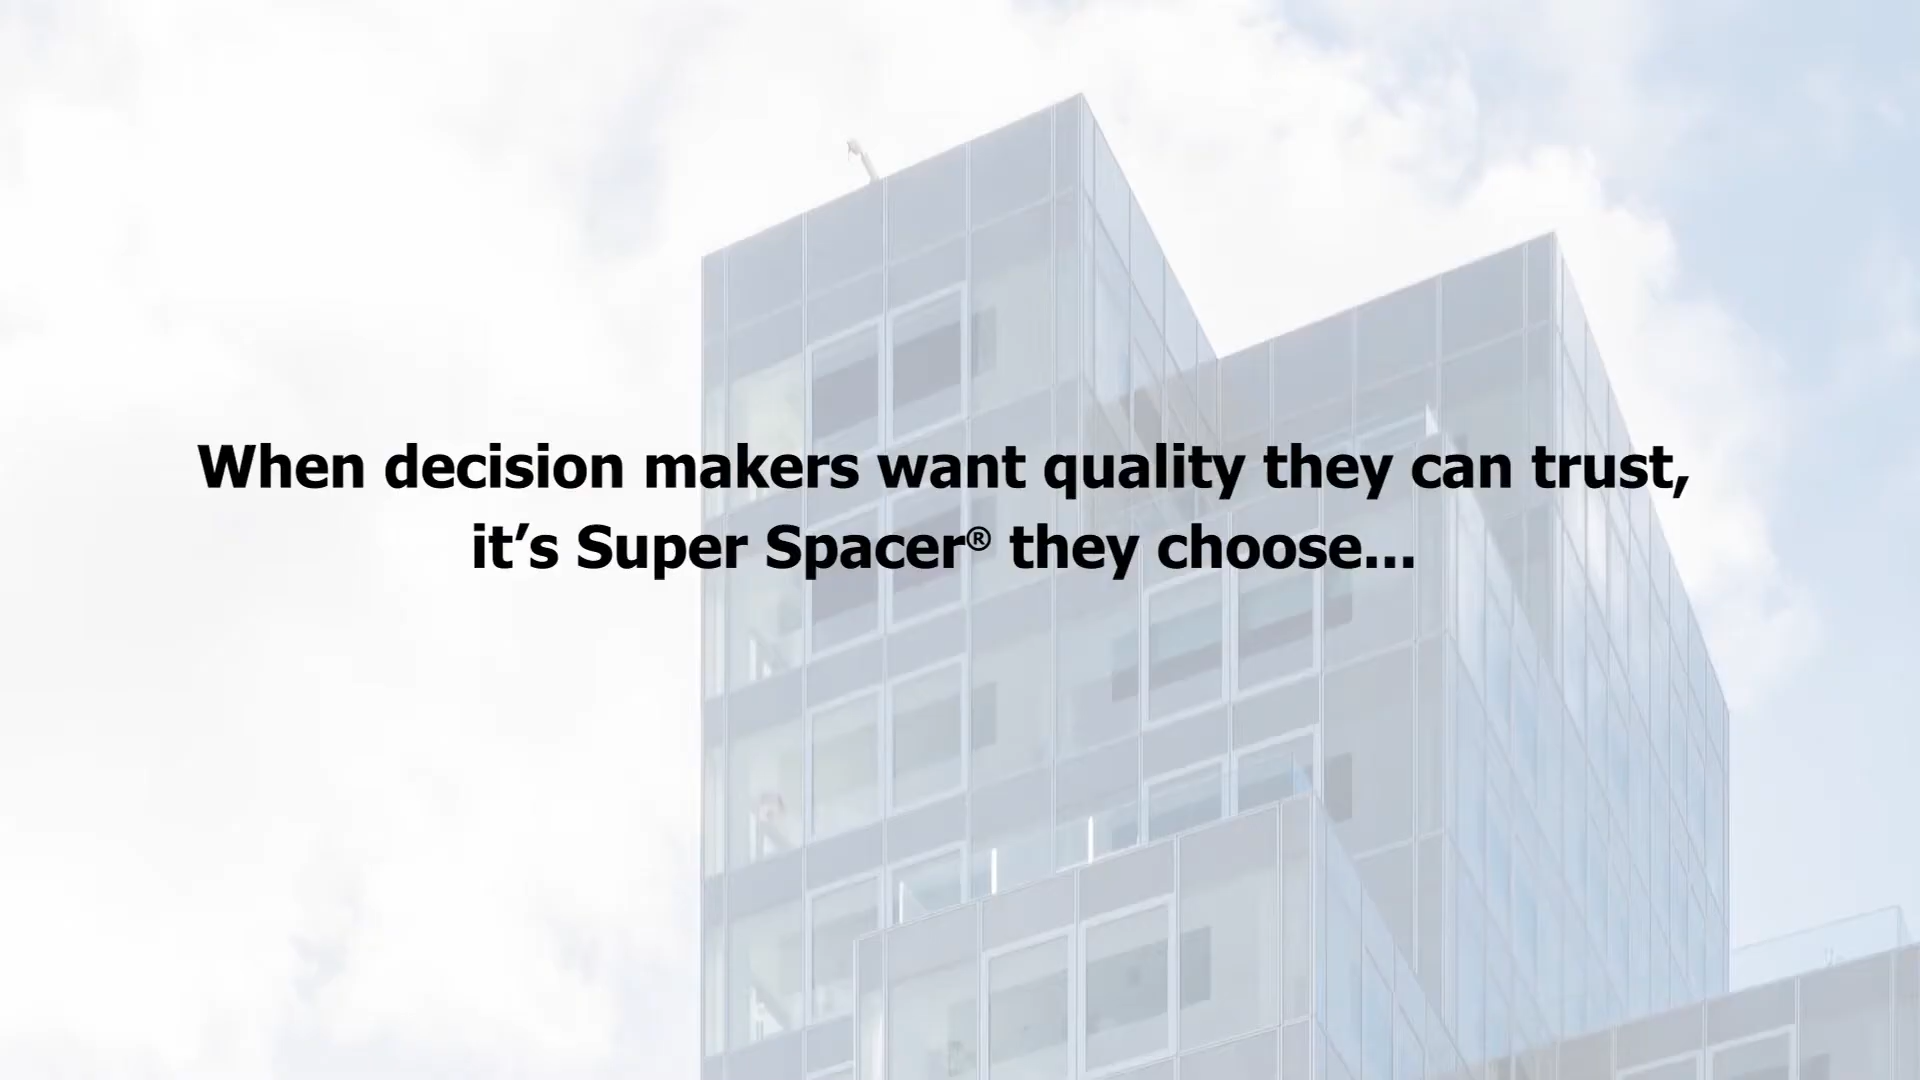 When decision makers want quality they can trust,
it’s Super Spacer® they choose...